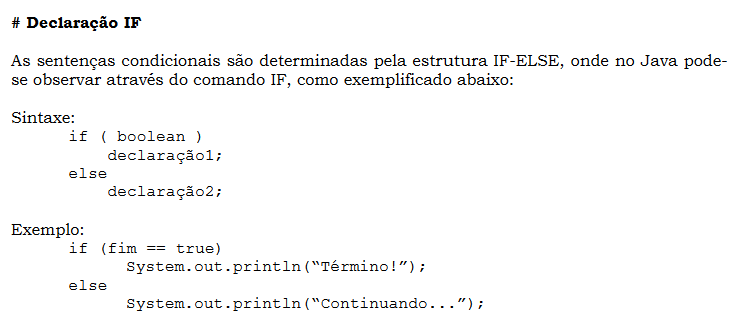 # Declaração IF
As sentenças condicionais são determinadas pela estrutura IF-ELSE, onde no Java pode-
se observar através do comando IF, como exemplificado abaixo:
Sintaxe:
if ( boolean )
declaração1;
else
declaração2;
Exemplo:
if (fim == true)
System.out.println(“Término!”);
else
System.out.println(“Continuando...”);